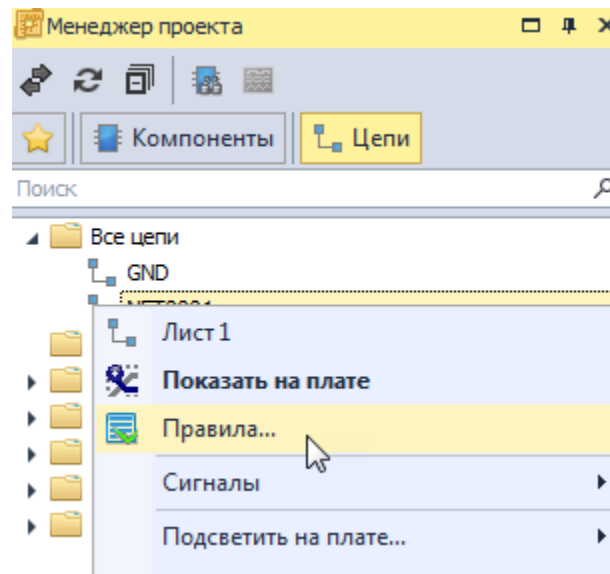 Менеджер проекта
Компоненты
Цепи
Поиск
Все цепи
GND
Лист 1
Показать на плате
Правила...
Сигналы
Подсветить на плате...